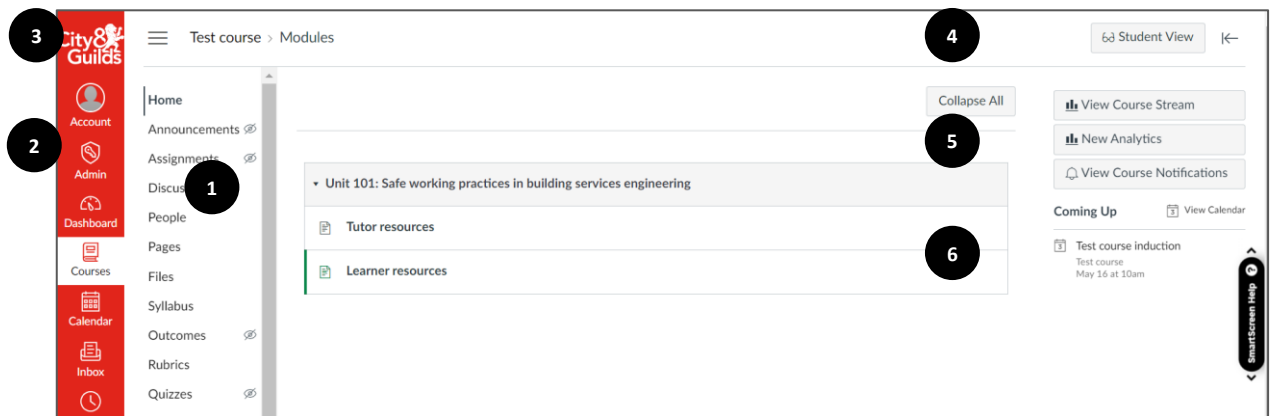 3
City&
Guilds
Test course > Modules
4
Student View
Account
2
Admin
Dashboard
Courses
Calendar
Inbox
Home
Announcements
Assignments
Discus
1
People
Pages
Files
Syllabus
Outcomes
Rubrics
Quizzes
Collapse All
5
Unit 101: Safe working practices in building services engineering
Tutor resources
6
Learner resources
View Course Stream
New Analytics
View Course Notifications
Coming Up
3 View Calendar
3 Test course induction
Test course
May 16 at 10am
SmartScreen Help ?